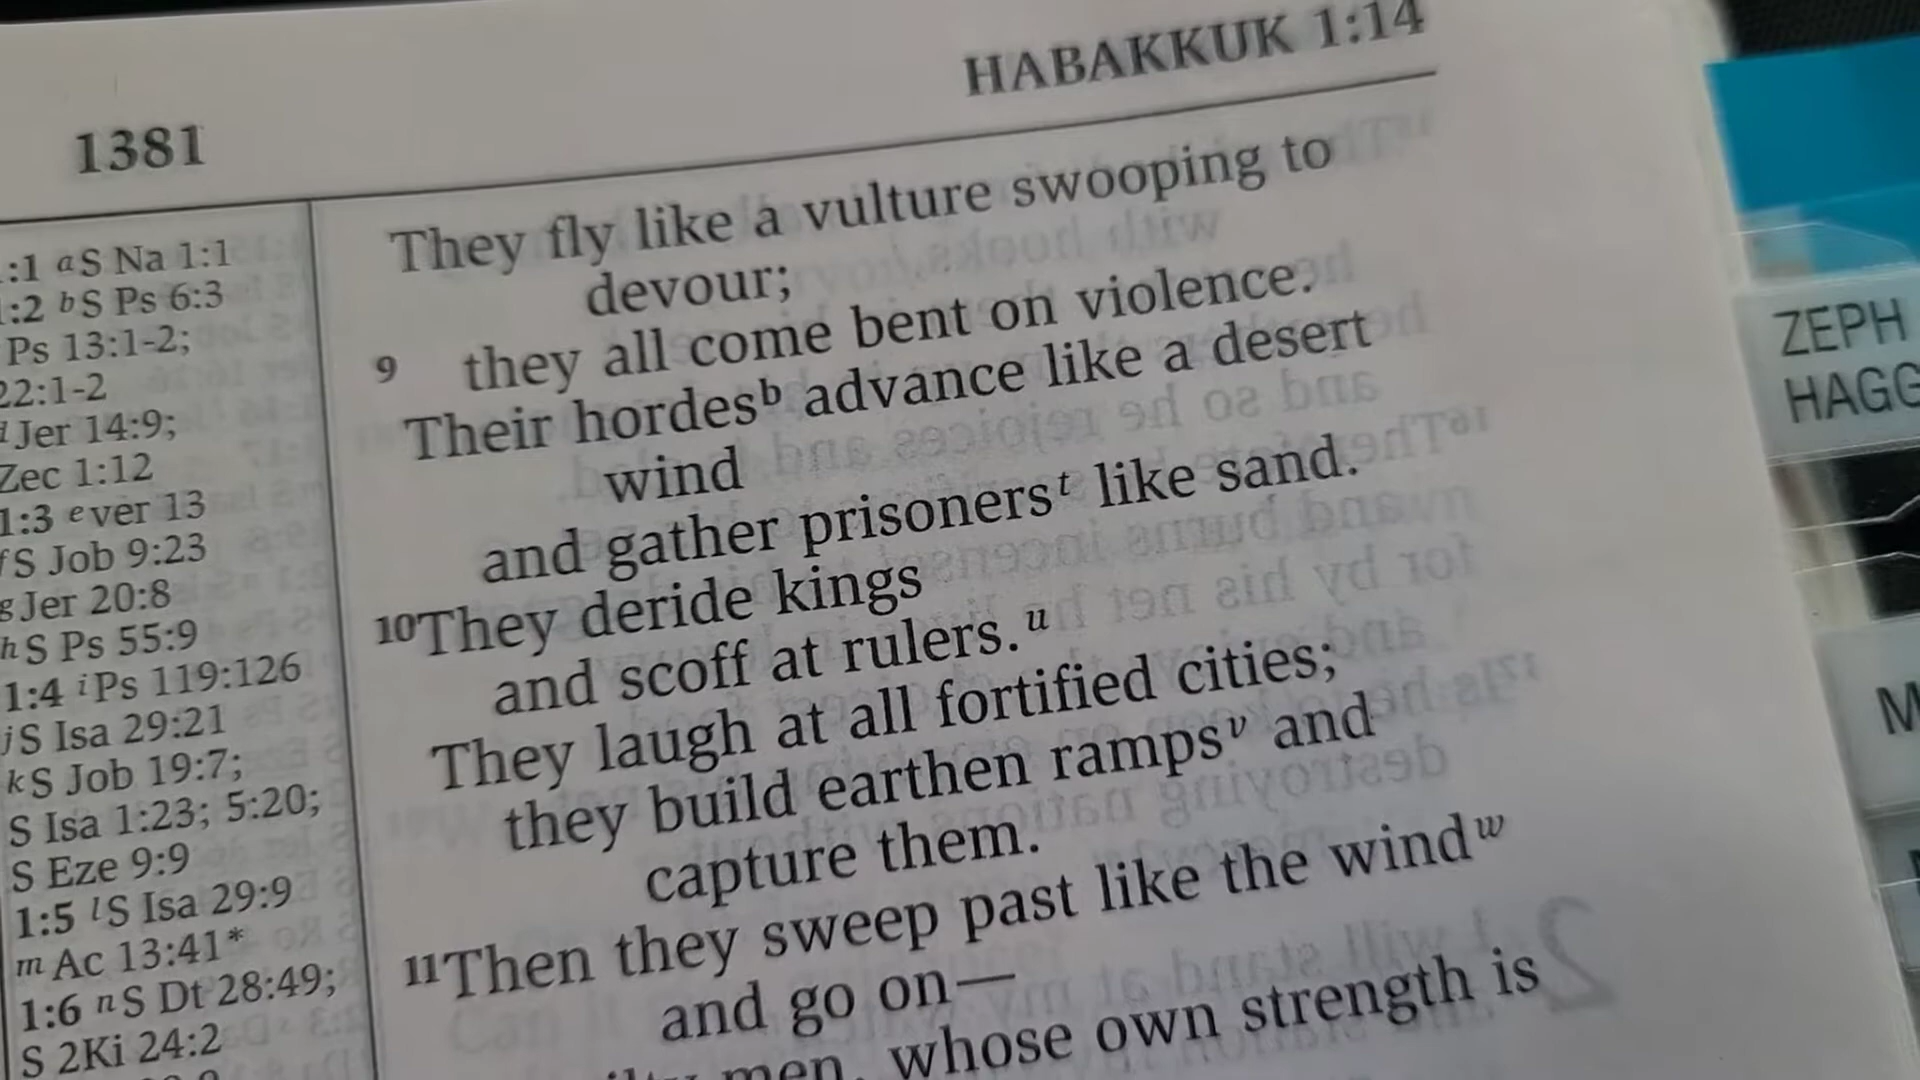 HABAKKUK 1:14
1381
:1 a S Na 1:1
:2 b S Ps 6:3
Ps 13:1-2;
22:1-2
Jer 14:9;
Zec 1:12
1:3 e ver 13
f S Job 9:23
g Jer 20:8
h S Ps 55:9
1:4 i Ps 119:126
j S Isa 29:21
k S Job 19:7;
S Isa 1:23; 5:20;
S Eze 9:9
1:5 l S Isa 29:9
m Ac 13:41*
1:6 n S Dt 28:49;
S 2Ki 24:2
They fly like a vulture swooping to
devour;
9 they all come bent on violence.
Their hordes b advance like a desert
wind
and gather prisoners t like sand.
10 They deride kings
and scoff at rulers. u
They laugh at all fortified cities;
they build earthen ramps v and
capture them.
11 Then they sweep past like the wind w
and go on—
men, whose own strength is
ZEPH
HAGG
M